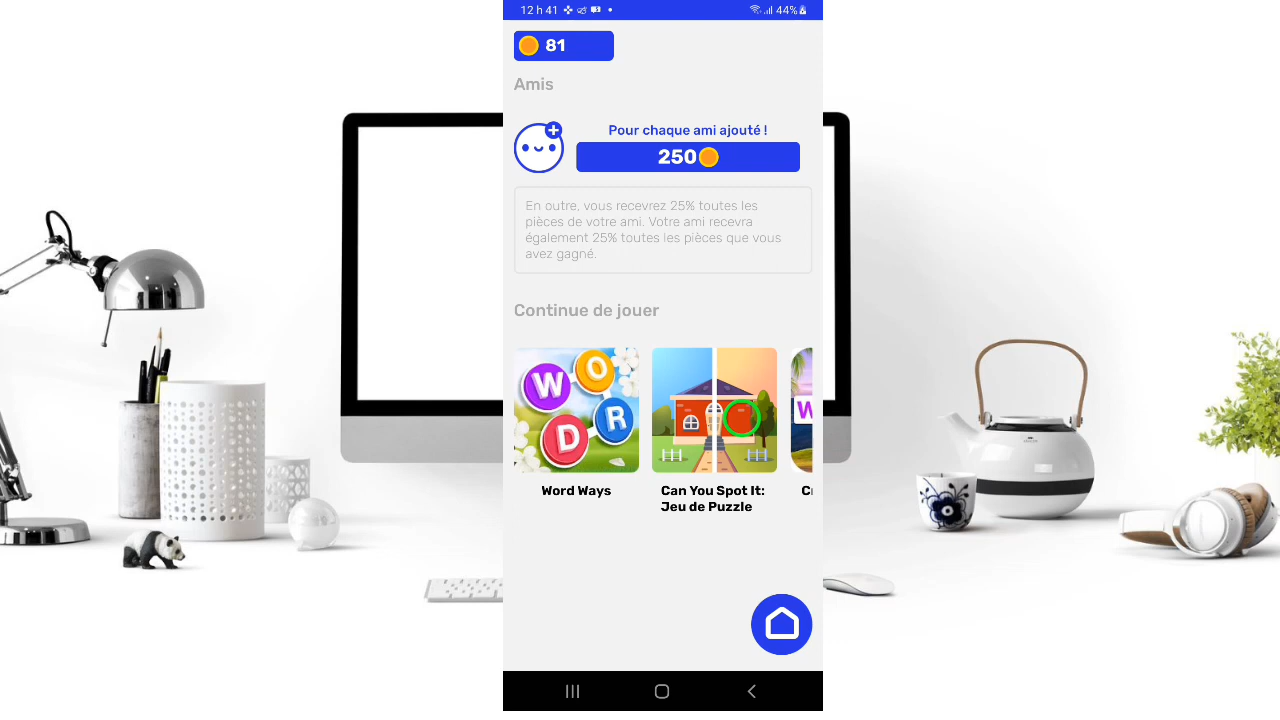 12 h 41
44%
81
Amis
Pour chaque ami ajouté !
250
En outre, vous recevrez 25% toutes les
pièces de votre ami. Votre ami recevra
également 25% toutes les pièces que vous
avez gagné.
Continue de jouer
W O
D R
W
Word Ways
Can You Spot It:
Jeu de Puzzle